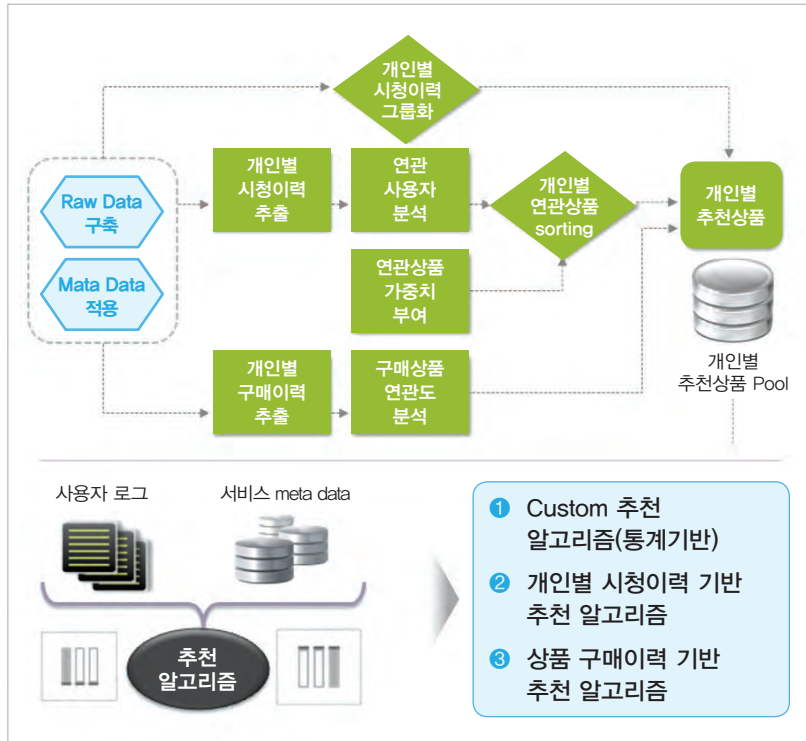 개인별
시청이력
그룹화
Raw Data
구축
Mata Data
적용
개인별
시청이력
추출
연관
사용자
분석
개인별
연관상품
sorting
개인별
추천상품
연관상품
가중치
부여
개인별
구매이력
추출
구매상품
연관도
분석
개인별
추천상품 Pool
사용자 로그
서비스 meta data
추천
알고리즘
1 Custom 추천
알고리즘(통계기반)
2 개인별 시청이력 기반
추천 알고리즘
3 상품 구매이력 기반
추천 알고리즘